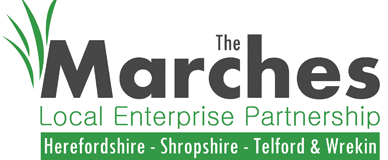 The
Marches
Local Enterprise Partnership
Herefordshire - Shropshire - Telford & Wrekin